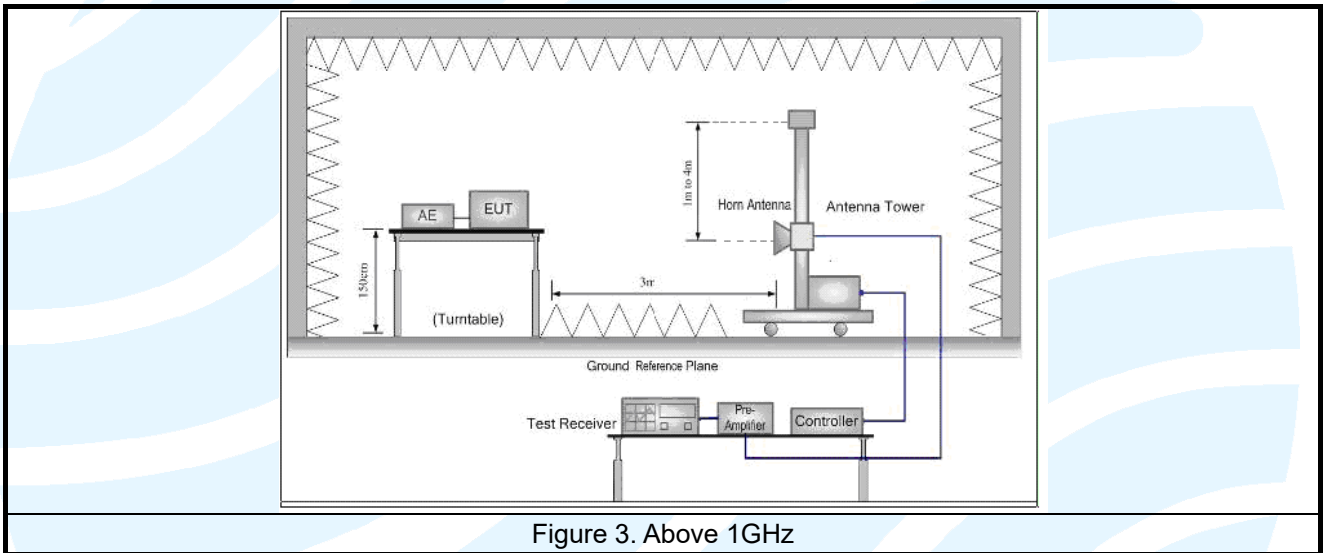 1m to 4m
Horn Antenna
Antenna Tower
AE
EUT
150cm
3m
(Turntable)
Ground Reference Plane
Test Receiver
Pre-
Amplifier
Controller
Figure 3. Above 1GHz